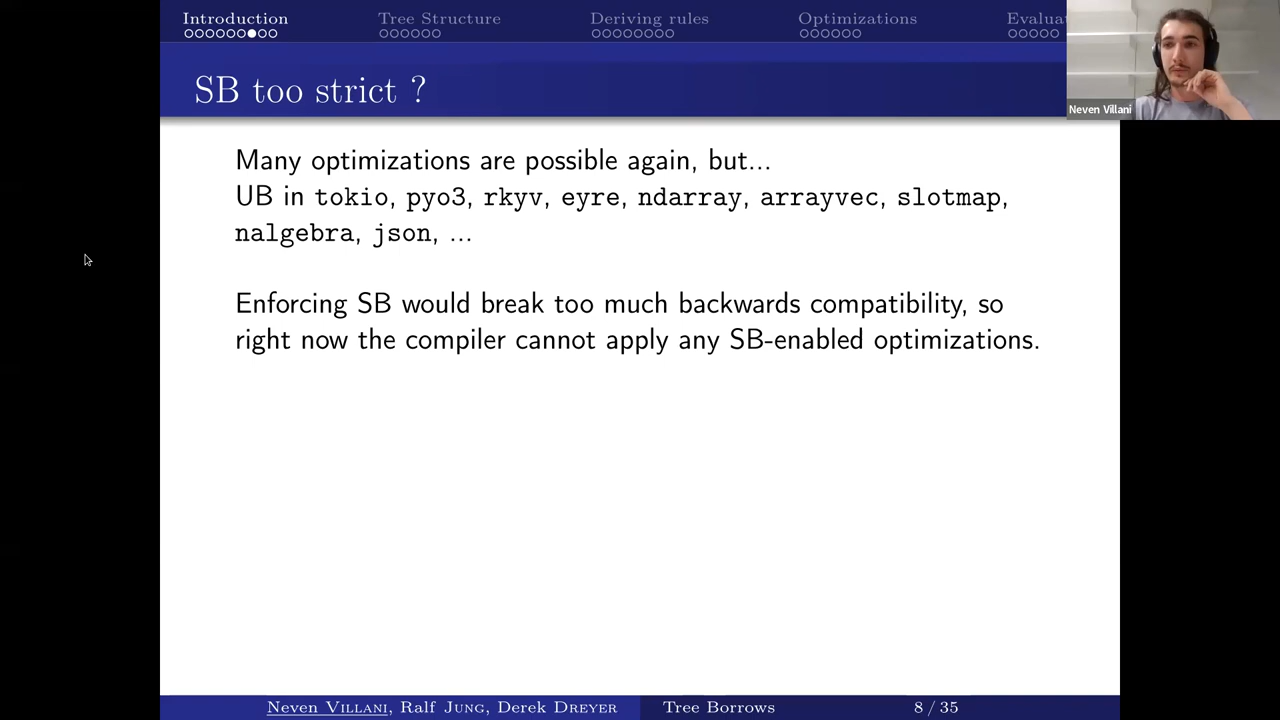 Introduction Tree Structure Deriving rules Optimizations Evalua
SB too strict ?
Neven Villani
Many optimizations are possible again, but...
UB in tokio, pyo3, rkyv, eyre, ndarray, arrayvec, slotmap,
nalgebra, json, ...
Enforcing SB would break too much backwards compatibility, so
right now the compiler cannot apply any SB-enabled optimizations.
Neven Villani, Ralf Jung, Derek Dreyer Tree Borrows 8 / 35